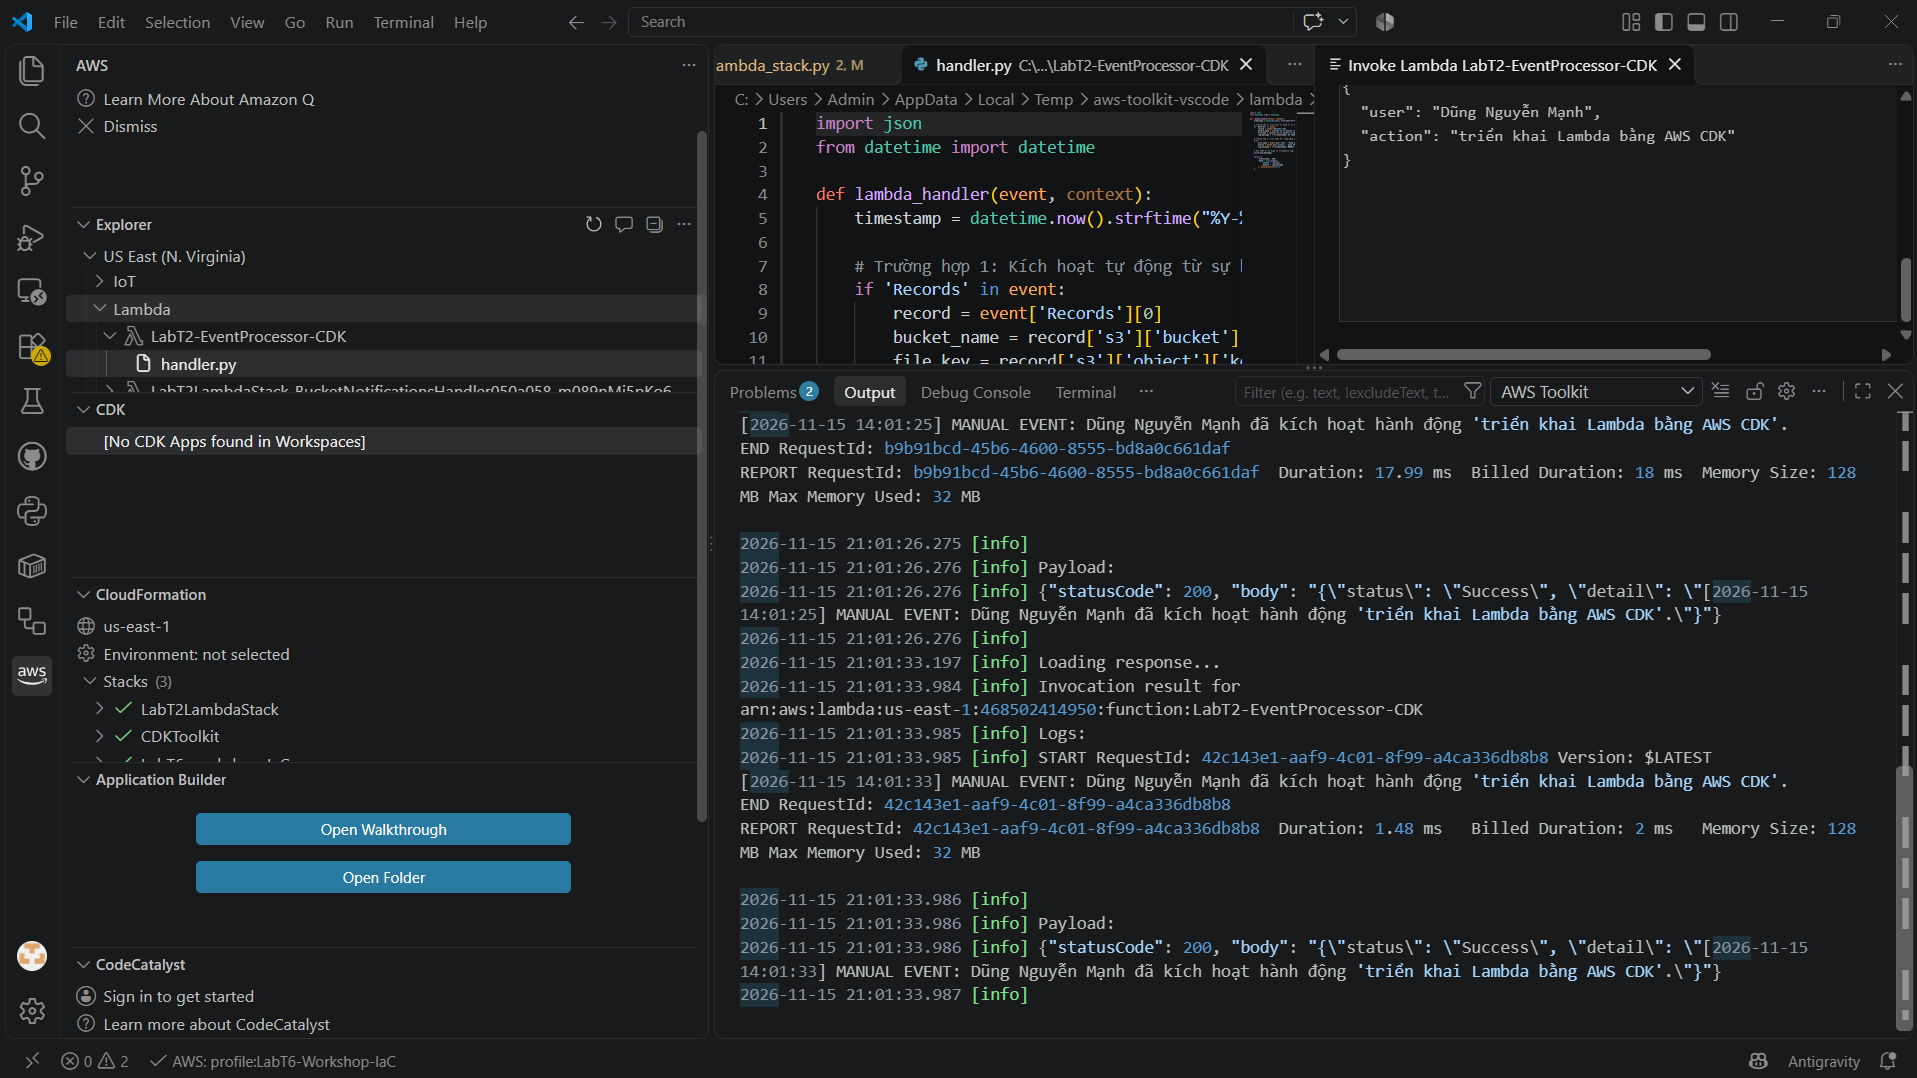 File Edit Selection View Go Run Terminal Help
Search
AWS
Learn More About Amazon Q
Dismiss
Explorer
US East (N. Virginia)
IoT
Lambda
LabT2-EventProcessor-CDK
handler.py
CDK
[No CDK Apps found in Workspaces]
CloudFormation
us-east-1
Environment: not selected
Stacks (3)
LabT2LambdaStack
CDKToolkit
Application Builder
Open Walkthrough
Open Folder
CodeCatalyst
Sign in to get started
Learn more about CodeCatalyst
aws
ambda_stack.py 2, M
handler.py C:\...\LabT2-EventProcessor-CDK
C: > Users > Admin > AppData > Local > Temp > aws-toolkit-vscode > lambda >
1 import json
2 from datetime import datetime
3
4 def lambda_handler(event, context):
5 timestamp = datetime.now().strftime("%Y-
6
7 # Trường hợp 1: Kích hoạt tự động từ sự
8 if 'Records' in event:
9 record = event['Records'][0]
10 bucket_name = record['s3']['bucket']
11 file_key = record['s3']['object']['k
Invoke Lambda LabT2-EventProcessor-CDK
{
"user": "Dũng Nguyễn Mạnh",
"action": "triển khai Lambda bằng AWS CDK"
}
Problems 2 Output Debug Console Terminal
Filter (e.g. text, !excludeText, t...
AWS Toolkit
[2026-11-15 14:01:25] MANUAL EVENT: Dũng Nguyễn Mạnh đã kích hoạt hành động 'triển khai Lambda bằng AWS CDK'.
END RequestId: b9b91bcd-45b6-4600-8555-bd8a0c661daf
REPORT RequestId: b9b91bcd-45b6-4600-8555-bd8a0c661daf Duration: 17.99 ms Billed Duration: 18 ms Memory Size: 128
MB Max Memory Used: 32 MB
2026-11-15 21:01:26.275 [info]
2026-11-15 21:01:26.276 [info] Payload:
2026-11-15 21:01:26.276 [info] {"statusCode": 200, "body": "{\"status\": \"Success\", \"detail\": \"[2026-11-15
14:01:25] MANUAL EVENT: Dũng Nguyễn Mạnh đã kích hoạt hành động 'triển khai Lambda bằng AWS CDK'.\"}"}
2026-11-15 21:01:26.276 [info]
2026-11-15 21:01:33.197 [info] Loading response...
2026-11-15 21:01:33.984 [info] Invocation result for
arn:aws:lambda:us-east-1:468502414950:function:LabT2-EventProcessor-CDK
2026-11-15 21:01:33.985 [info] Logs:
2026-11-15 21:01:33.985 [info] START RequestId: 42c143e1-aaf9-4c01-8f99-a4ca336db8b8 Version: $LATEST
[2026-11-15 14:01:33] MANUAL EVENT: Dũng Nguyễn Mạnh đã kích hoạt hành động 'triển khai Lambda bằng AWS CDK'.
END RequestId: 42c143e1-aaf9-4c01-8f99-a4ca336db8b8
REPORT RequestId: 42c143e1-aaf9-4c01-8f99-a4ca336db8b8 Duration: 1.48 ms Billed Duration: 2 ms Memory Size: 128
MB Max Memory Used: 32 MB
2026-11-15 21:01:33.986 [info]
2026-11-15 21:01:33.986 [info] Payload:
2026-11-15 21:01:33.986 [info] {"statusCode": 200, "body": "{\"status\": \"Success\", \"detail\": \"[2026-11-15
14:01:33] MANUAL EVENT: Dũng Nguyễn Mạnh đã kích hoạt hành động 'triển khai Lambda bằng AWS CDK'.\"}"}
2026-11-15 21:01:33.987 [info]
0 2 AWS: profile:LabT6-Workshop-IaC
Antigravity